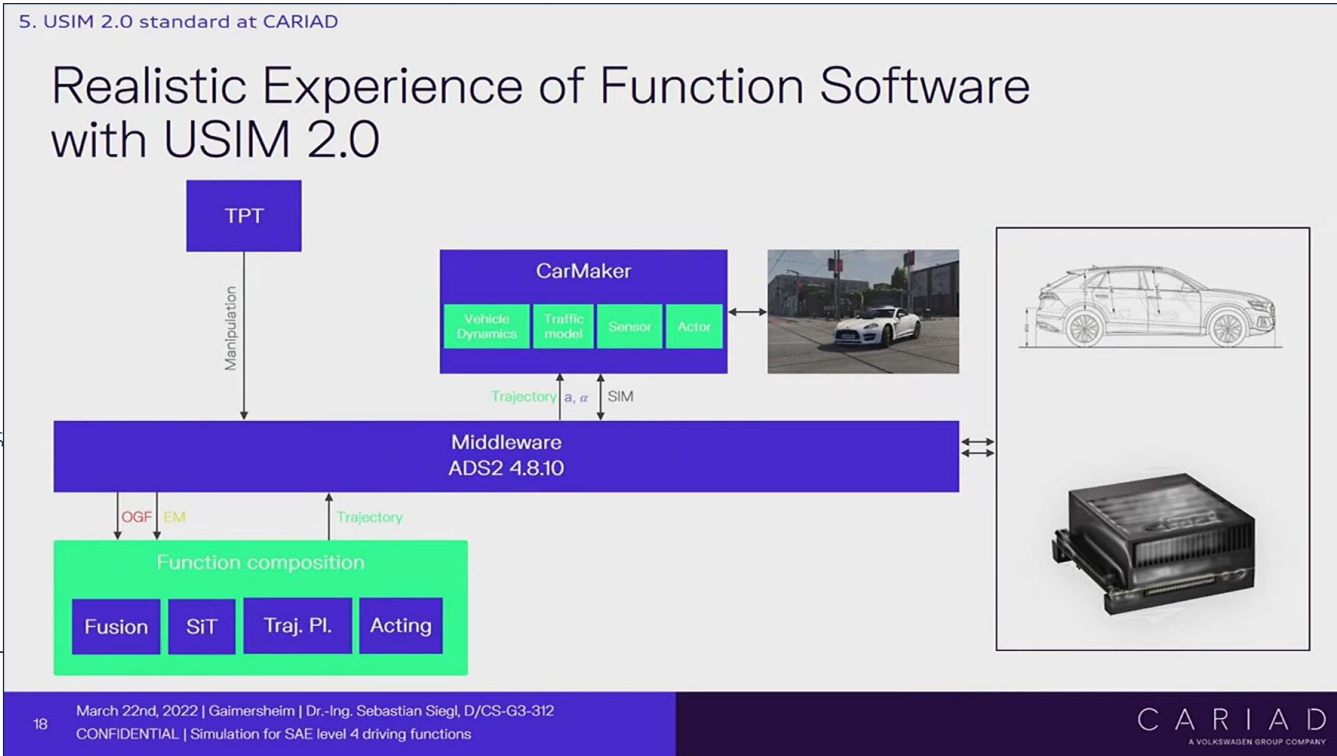 5. USIM 2.0 standard at CARIAD
Realistic Experience of Function Software
with USIM 2.0
TPT
Manipulation
CarMaker
Vehicle
Dynamics
Traffic
model
Sensor
Actor
Trajectory a, α SIM
Middleware
ADS2 4.8.10
OGF EM
Trajectory
Function composition
Fusion
SiT
Traj. Pl.
Acting
18
March 22nd, 2022 | Gaimersheim | Dr.-Ing. Sebastian Siegl, D/CS-G3-312
CONFIDENTIAL | Simulation for SAE level 4 driving functions
CARIAD
A VOLKSWAGEN GROUP COMPANY